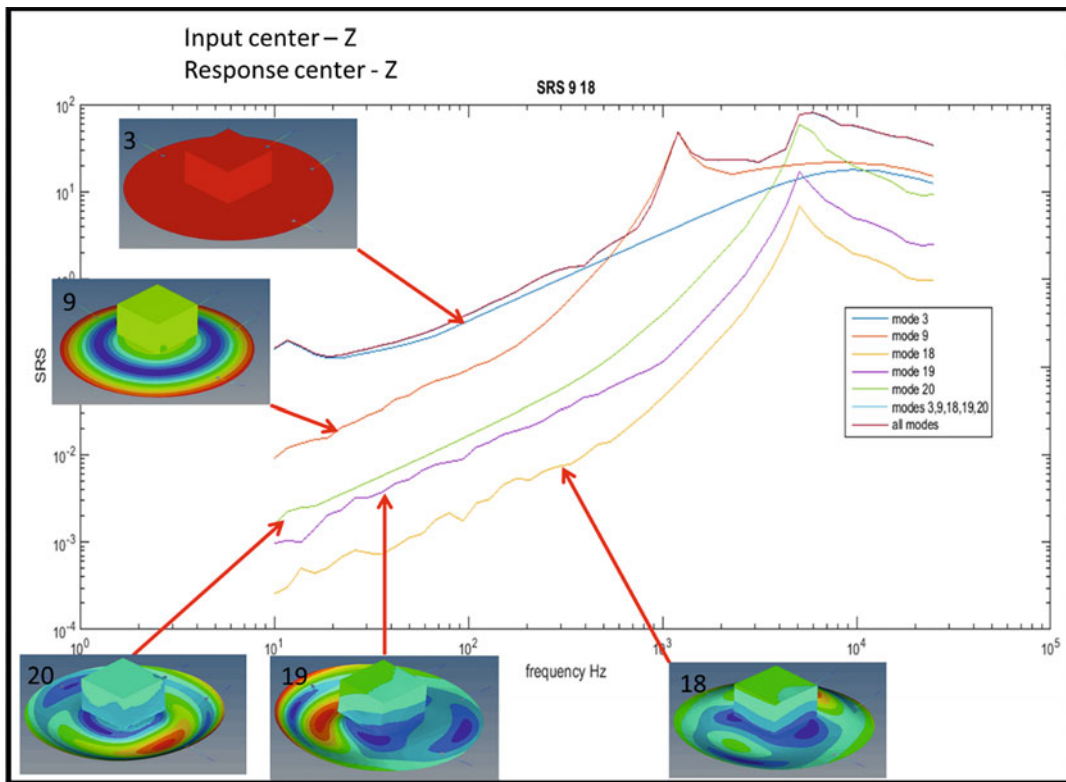 Input center – Z
Response center - Z
SRS 9 18
10^2
10^1
10^0
10^-2
10^-3
10^-4
SRS
10^0
10^1
10^2
10^3
10^4
10^5
frequency Hz
3
9
20
19
18
mode 3
mode 9
mode 18
mode 19
mode 20
modes 3,9,18,19,20
all modes